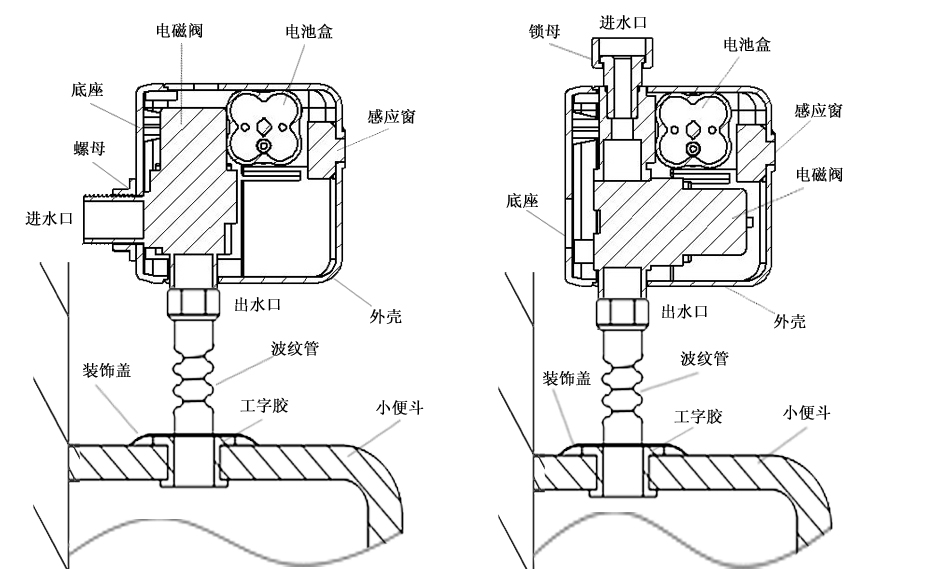 电磁阀
电池盒
底座
感应窗
螺母
进水口
出水口
外壳
波纹管
装饰盖
工字胶
小便斗
进水口
锁母
电池盒
感应窗
电磁阀
底座
出水口
外壳
波纹管
装饰盖
工字胶
小便斗